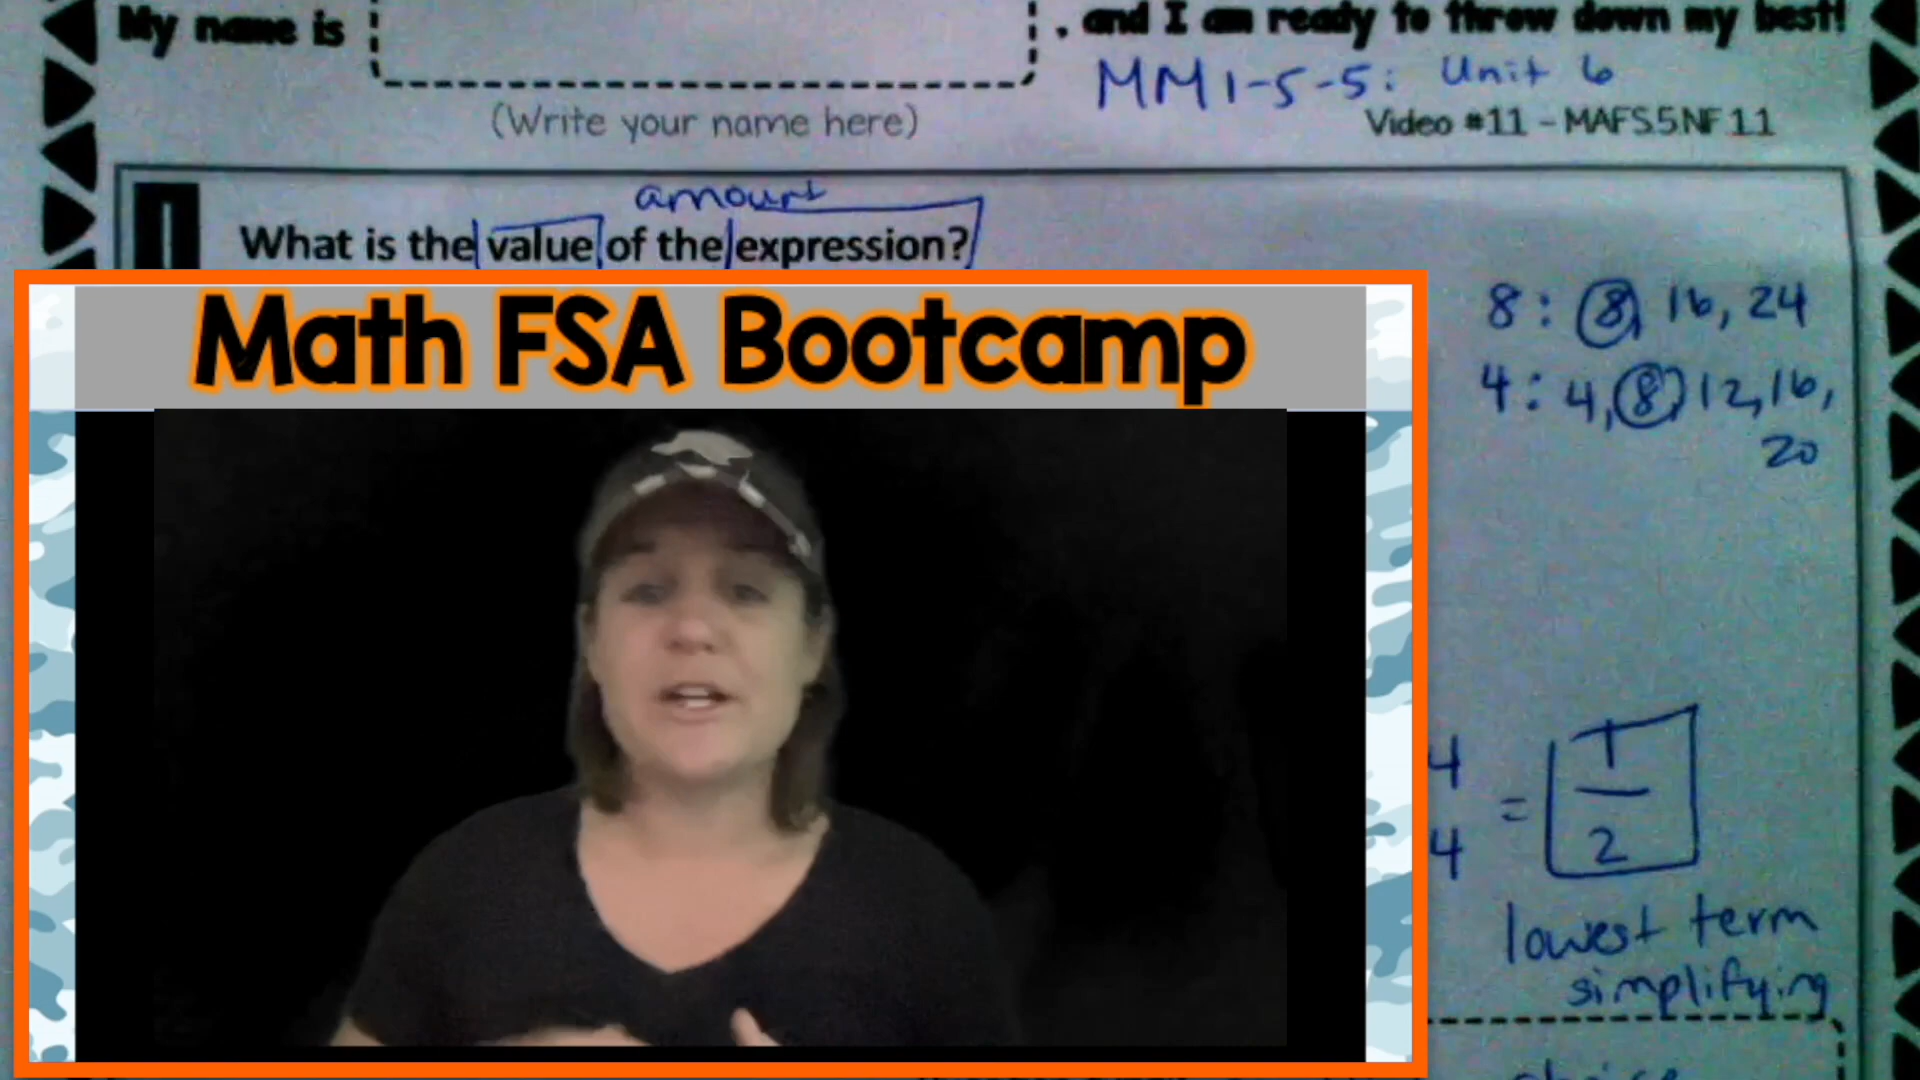 My name is , and I am ready to throw down my best!
MM1-5-5: Unit 6
(Write your name here)
Video #11 - MAFS.5.NF.1.1
amount
1
What is the value of the expression?
Math FSA Bootcamp
8: 8, 16, 24
4: 4, 8, 12, 16,
20
4
4
=
1
2
lowest term
simplifying
choice